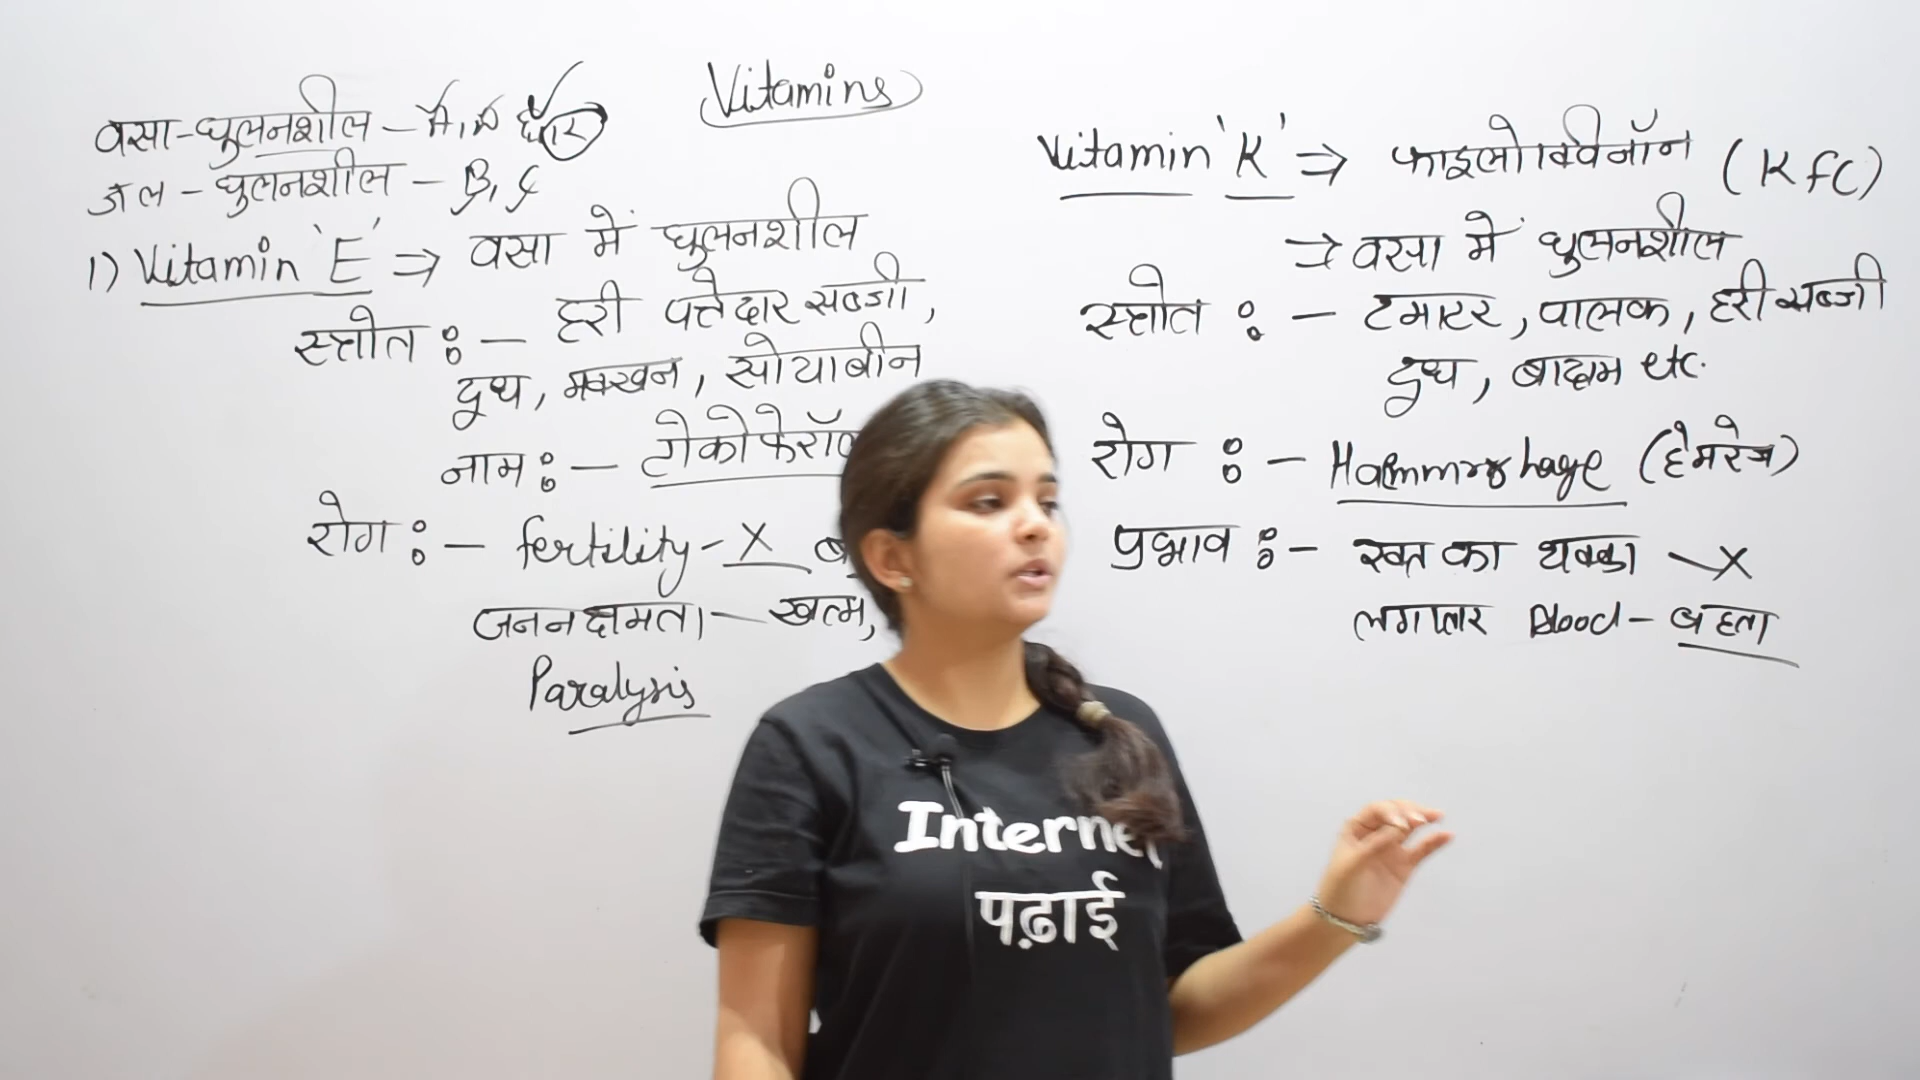 Vitamins
वसा-घुलनशील - A, D
जल - घुलनशील - B, C
1) Vitamin 'E' ⇒ वसा में घुलनशील
स्त्रोत :- हरी पत्तेदार सब्जी,
दूध, मक्खन, सोयाबीन
नाम :- टोकोफेरॉल
रोग :- fertility - X
जननक्षमता - खत्म,
Paralysis
Vitamin 'K' ⇒ फाइलोक्विनॉन (KFC)
⇒ वसा में घुलनशील
स्त्रोत :- टमाटर, पालक, हरी सब्जी
दूध, बादाम etc.
रोग :- Haemmorhage (हेमरेज)
प्रभाव :- रक्त का थक्का - X
लगातार Blood - बहता
Internet
पढ़ाई